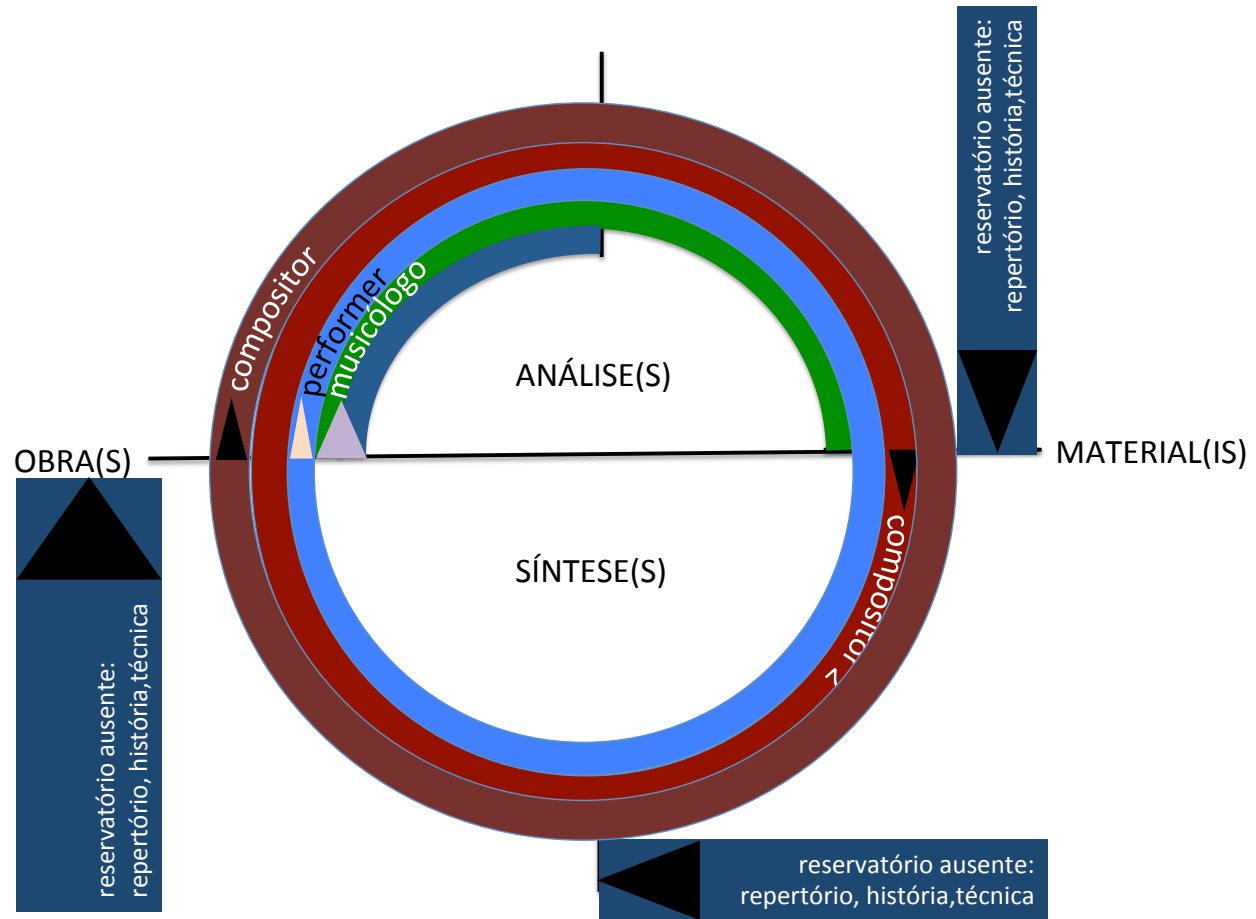 reservatório ausente:
repertório, história,técnica
compositor
performer
musicólogo
ANÁLISE(S)
OBRA(S)
MATERIAL(IS)
SÍNTESE(S)
compositor 2
reservatório ausente:
repertório, história,técnica
reservatório ausente:
repertório, história,técnica